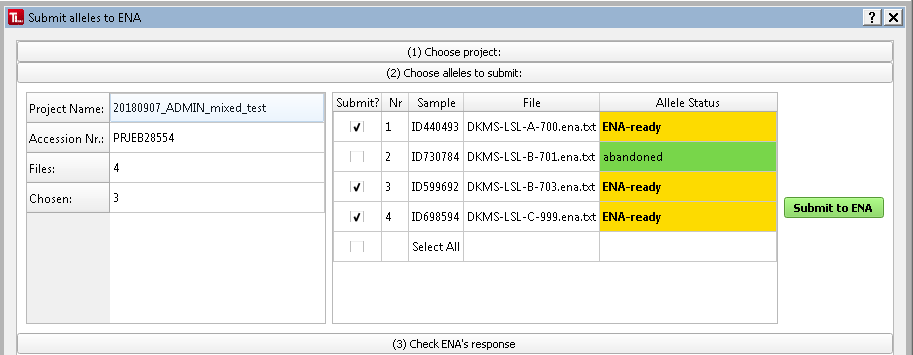 Ti... Submit alleles to ENA ? ×
(1) Choose project:
(2) Choose alleles to submit:
Project Name: 20180907_ADMIN_mixed_test
Accession Nr.: PRJEB28554
Files: 4
Chosen: 3
Submit? Nr Sample File Allele Status
1 ID440493 DKMS-LSL-A-700.ena.txt ENA-ready
2 ID730784 DKMS-LSL-B-701.ena.txt abandoned
3 ID599692 DKMS-LSL-B-703.ena.txt ENA-ready
4 ID698594 DKMS-LSL-C-999.ena.txt ENA-ready
Select All
Submit to ENA
(3) Check ENA's response